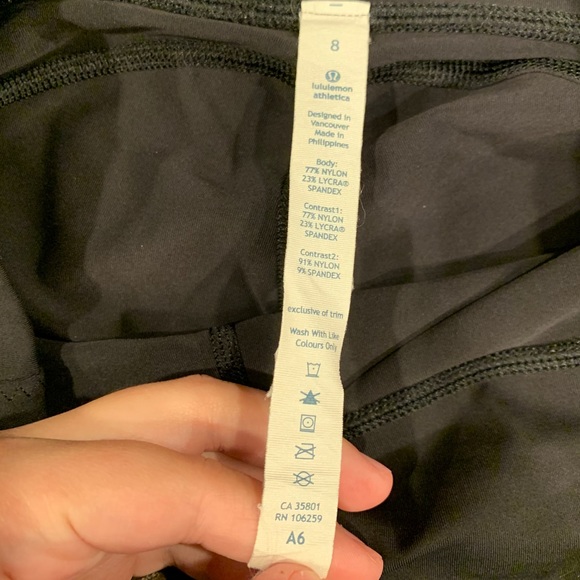 8
lululemon
athletica
Designed in
Vancouver
Made in
Philippines
Body:
77% NYLON
23% LYCRA®
SPANDEX
Contrast1:
77% NYLON
23% LYCRA®
SPANDEX
Contrast2:
91% NYLON
9% SPANDEX
exclusive of trim
Wash With Like
Colours Only
CA 35801
RN 106259
A6